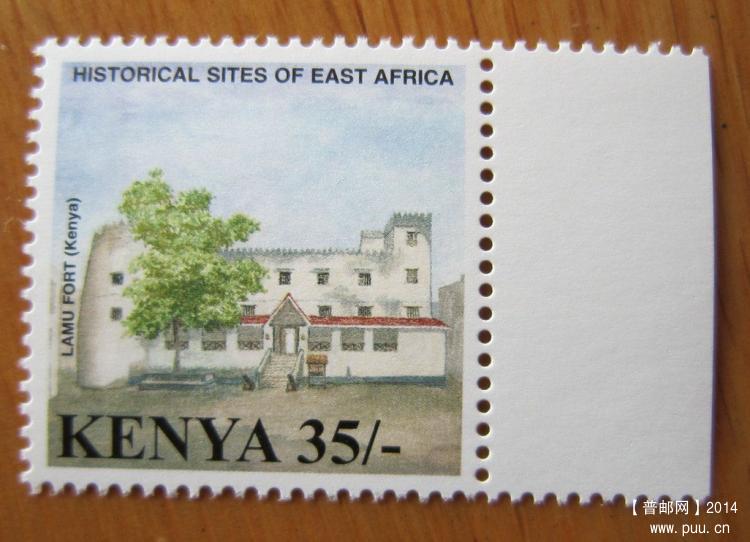 HISTORICAL SITES OF EAST AFRICA
LAMU FORT (Kenya)
KENYA 35/-
【普邮网】2014
www.puu.cn